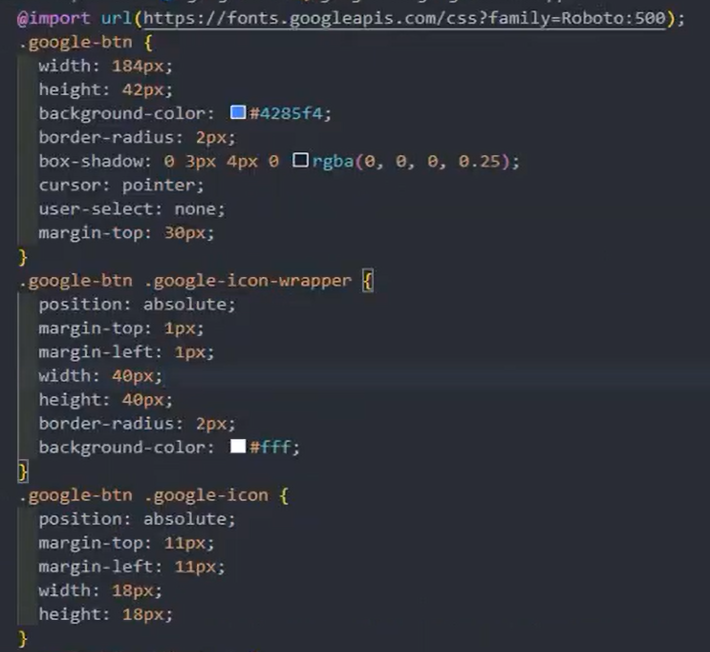 @import url(https://fonts.googleapis.com/css?family=Roboto:500);
.google-btn {
width: 184px;
height: 42px;
background-color: #4285f4;
border-radius: 2px;
box-shadow: 0 3px 4px 0 rgba(0, 0, 0, 0.25);
cursor: pointer;
user-select: none;
margin-top: 30px;
}
.google-btn .google-icon-wrapper {
position: absolute;
margin-top: 1px;
margin-left: 1px;
width: 40px;
height: 40px;
border-radius: 2px;
background-color: #fff;
}
.google-btn .google-icon {
position: absolute;
margin-top: 11px;
margin-left: 11px;
width: 18px;
height: 18px;
}